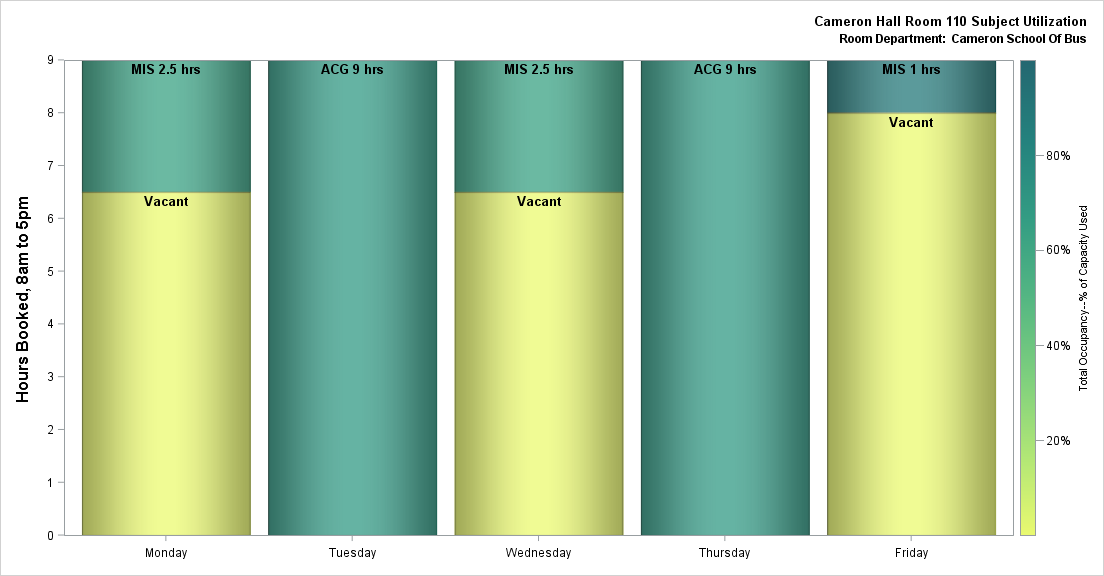 Cameron Hall Room 110 Subject Utilization
Room Department: Cameron School Of Bus
Hours Booked, 8am to 5pm
9
8
7
6
5
4
3
2
1
0
MIS 2.5 hrs
Vacant
ACG 9 hrs
MIS 2.5 hrs
Vacant
ACG 9 hrs
MIS 1 hrs
Vacant
Monday
Tuesday
Wednesday
Thursday
Friday
80%
60%
40%
20%
Total Occupancy--% of Capacity Used